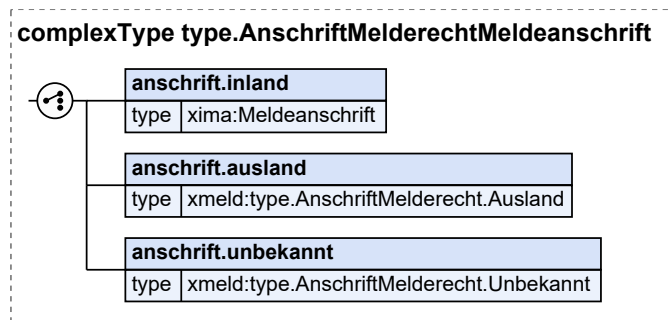 complexType type.AnschriftMelderechtMeldeanschrift
anschrift.inland
type xima:Meldeanschrift
anschrift.ausland
type xmeld:type.AnschriftMelderecht.Ausland
anschrift.unbekannt
type xmeld:type.AnschriftMelderecht.Unbekannt